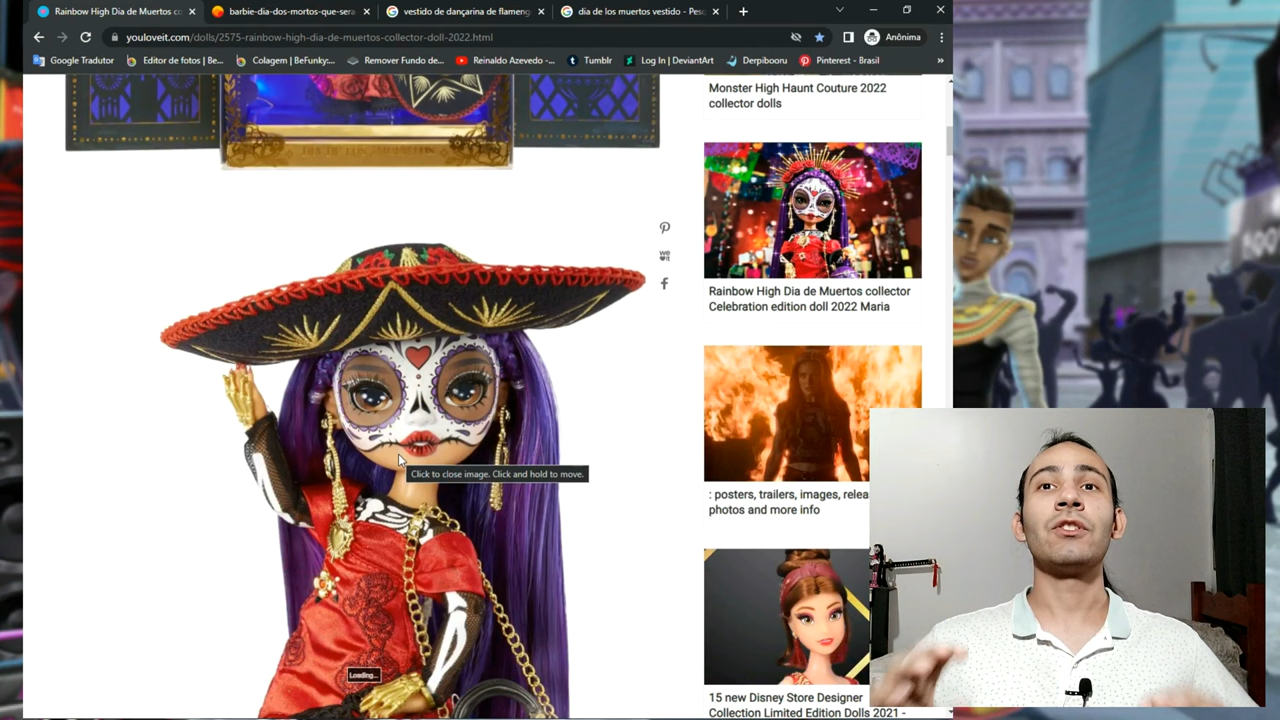 Rainbow High Dia de Muertos c
barbie-dia-dos-mortos-que-sera
vestido de dançarina de flameng
dia de los muertos vestido - Pesq
youloveit.com/dolls/2575-rainbow-high-dia-de-muertos-collector-doll-2022.html
Anônima
Google Tradutor
Editor de fotos | Be...
Colagem | BeFunky...
Remover Fundo de...
Reinaldo Azevedo -...
Tumblr
Log In | DeviantArt
Derpibooru
Pinterest - Brasil
»
Monster High Haunt Couture 2022
collector dolls
we
it
Rainbow High Dia de Muertos collector
Celebration edition doll 2022 Maria
Click to close image. Click and hold to move.
: posters, trailers, images, relea
photos and more info
Loading...
15 new Disney Store Designer
Collection Limited Edition Dolls 2021 -